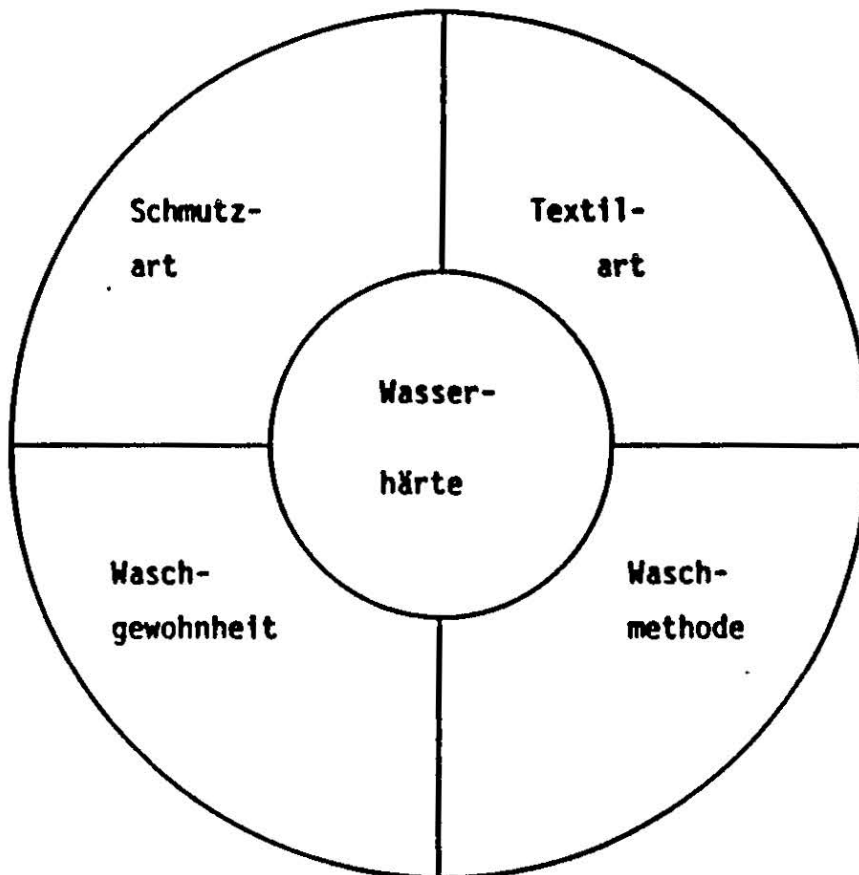 Schmutz-
art
Textil-
art
Wasser-
härte
Wasch-
gewohnheit
Wasch-
methode